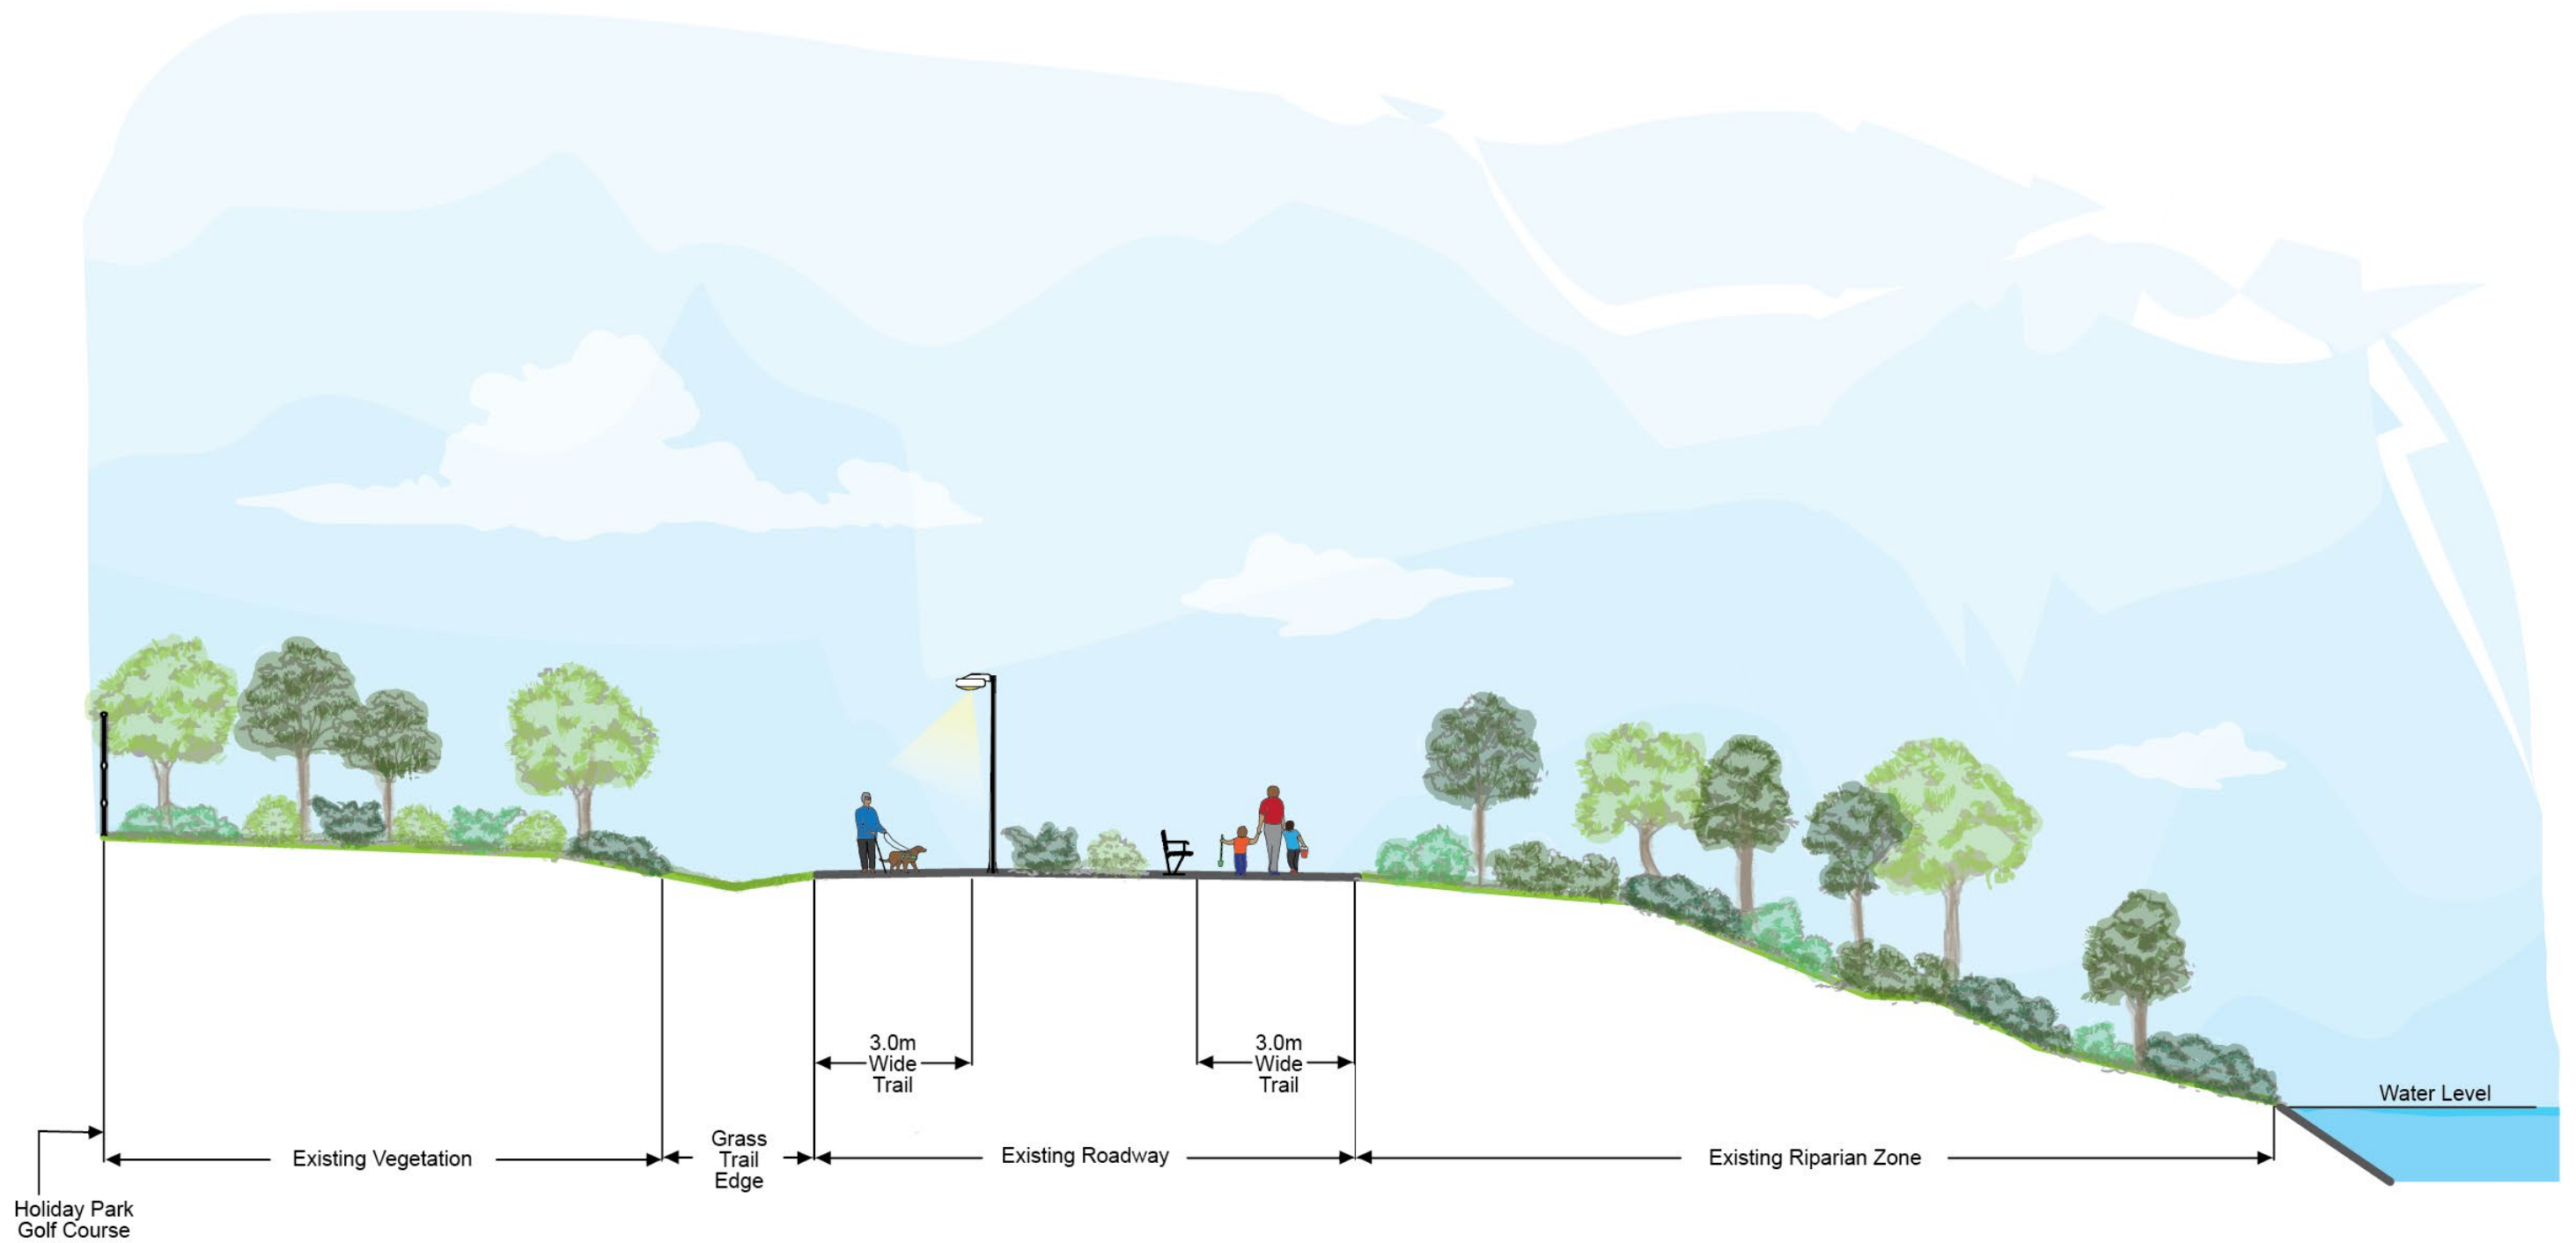 3.0m
Wide
Trail
3.0m
Wide
Trail
Water Level
Existing Vegetation
Grass
Trail
Edge
Existing Roadway
Existing Riparian Zone
Holiday Park
Golf Course